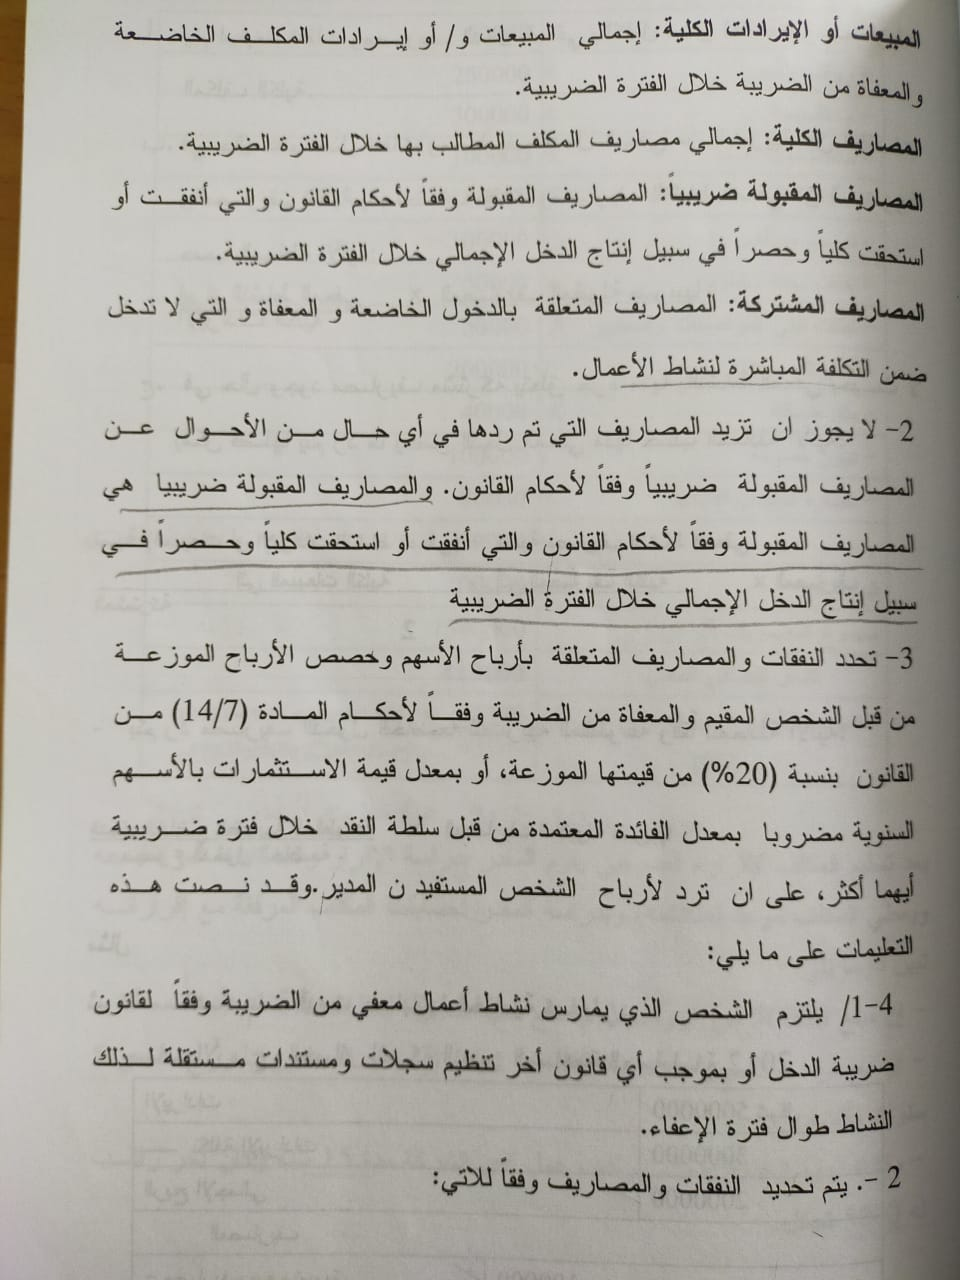 المبيعات أو الإيرادات الكلية: إجمالي المبيعات و/ أو إيرادات المكلف الخاضعة
والمعفاة من الضريبة خلال الفترة الضريبية.
المصاريف الكلية: إجمالي مصاريف المكلف المطالب بها خلال الفترة الضريبية.
المصاريف المقبولة ضريبياً: المصاريف المقبولة وفقاً لأحكام القانون والتي أنفقت أو
استحقت كلياً وحصراً في سبيل إنتاج الدخل الإجمالي خلال الفترة الضريبية.
المصاريف المشتركة: المصاريف المتعلقة بالدخول الخاضعة و المعفاة و التي لا تدخل
ضمن التكلفة المباشرة لنشاط الأعمال.
2- لا يجوز ان تزيد المصاريف التي تم ردها في أي حال من الأحوال عن
المصاريف المقبولة ضريبياً وفقاً لأحكام القانون. والمصاريف المقبولة ضريبيا هي
المصاريف المقبولة وفقاً لأحكام القانون والتي أنفقت أو استحقت كلياً وحصراً في
سبيل إنتاج الدخل الإجمالي خلال الفترة الضريبية
3- تحدد النفقات والمصاريف المتعلقة بأرباح الأسهم وحصص الأرباح الموزعة
من قبل الشخص المقيم والمعفاة من الضريبة وفقاً لأحكام المادة (14/7) من
القانون بنسبة (20%) من قيمتها الموزعة، أو بمعدل قيمة الاستثمارات بالأسهم
السنوية مضروبا بمعدل الفائدة المعتمدة من قبل سلطة النقد خلال فترة ضريبية
أيهما أكثر، على ان ترد لأرباح الشخص المستفيد ن المدير.وقد نصت هذه
التعليمات على ما يلي:
4-1/ يلتزم الشخص الذي يمارس نشاط أعمال معفي من الضريبة وفقاً لقانون
ضريبة الدخل أو بموجب أي قانون أخر تنظيم سجلات ومستندات مستقلة لذلك
النشاط طوال فترة الإعفاء.
2 -. يتم تحديد النفقات والمصاريف وفقاً للاتي: